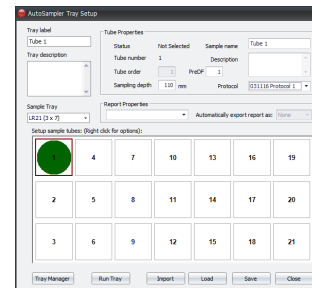 AutoSampler Tray Setup
Tray label
Tube 1
Tray description
Sample Tray
LR21 (3 x 7)
Tube Properties
Status Not Selected Sample name Tube 1
Tube number 1 Description
Tube order 1 PreDF 1
Sampling depth 110 mm Protocol 031116 Protocol 1
Report Properties
Automatically export report as: None
Setup sample tubes: (Right click for options):
1 4 7 10 13 16 19
2 5 8 11 14 17 20
3 6 9 12 15 18 21
Tray Manager Run Tray Import Load Save Close